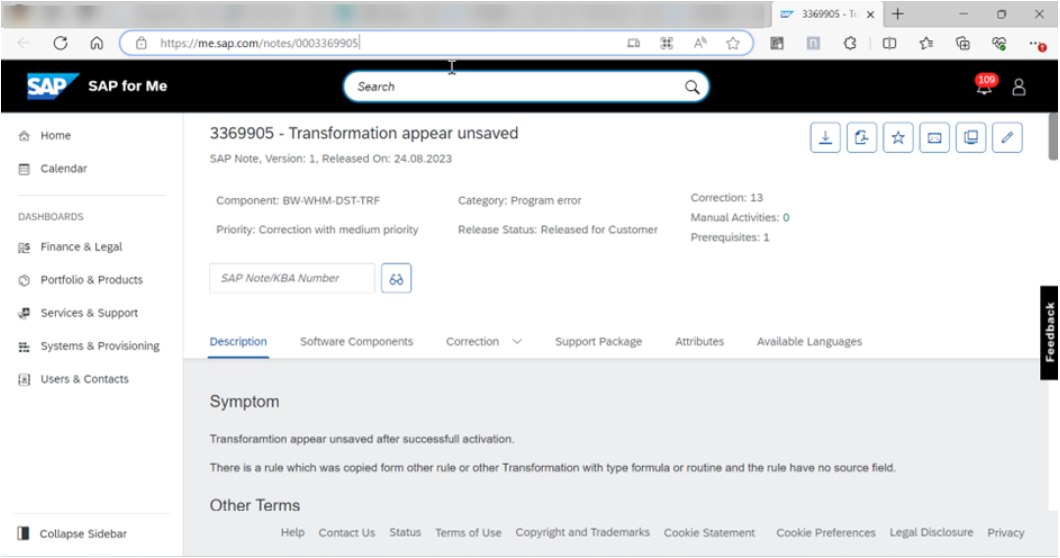 3369905 - Tr
https://me.sap.com/notes/0003369905
SAP SAP for Me
Search
109
Home
Calendar
DASHBOARDS
Finance & Legal
Portfolio & Products
Services & Support
Systems & Provisioning
Users & Contacts
Collapse Sidebar
3369905 - Transformation appear unsaved
SAP Note, Version: 1, Released On: 24.08.2023
Component: BW-WHM-DST-TRF
Category: Program error
Correction: 13
Manual Activities: 0
Priority: Correction with medium priority
Release Status: Released for Customer
Prerequisites: 1
SAP Note/KBA Number
Description Software Components Correction Support Package Attributes Available Languages
Feedback
Symptom
Transforamtion appear unsaved after successfull activation.
There is a rule which was copied form other rule or other Transformation with type formula or routine and the rule have no source field.
Other Terms
Help Contact Us Status Terms of Use Copyright and Trademarks Cookie Statement Cookie Preferences Legal Disclosure Privacy